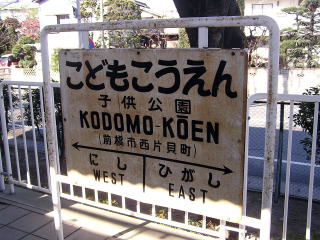 こどもこうえん
子供公園
KODOMO-KŌEN
(前橋市西片貝町)
にし ひがし
WEST EAST